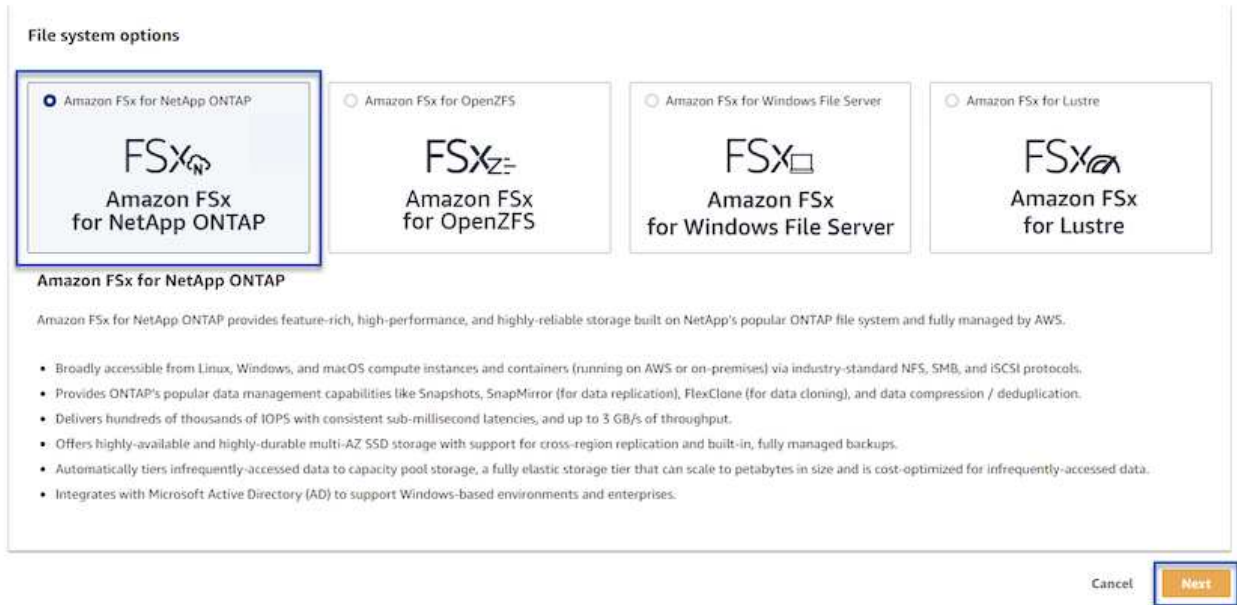 File system options
Amazon FSx for NetApp ONTAP
FSx N
Amazon FSx
for NetApp ONTAP
Amazon FSx for OpenZFS
FSx Z
Amazon FSx
for OpenZFS
Amazon FSx for Windows File Server
FSx
Amazon FSx
for Windows File Server
Amazon FSx for Lustre
FSx
Amazon FSx
for Lustre
Amazon FSx for NetApp ONTAP
Amazon FSx for NetApp ONTAP provides feature-rich, high-performance, and highly-reliable storage built on NetApp's popular ONTAP file system and fully managed by AWS.
• Broadly accessible from Linux, Windows, and macOS compute instances and containers (running on AWS or on-premises) via industry-standard NFS, SMB, and iSCSI protocols.
• Provides ONTAP's popular data management capabilities like Snapshots, SnapMirror (for data replication), FlexClone (for data cloning), and data compression / deduplication.
• Delivers hundreds of thousands of IOPS with consistent sub-millisecond latencies, and up to 3 GB/s of throughput.
• Offers highly-available and highly-durable multi-AZ SSD storage with support for cross-region replication and built-in, fully managed backups.
• Automatically tiers infrequently-accessed data to capacity pool storage, a fully elastic storage tier that can scale to petabytes in size and is cost-optimized for infrequently-accessed data.
• Integrates with Microsoft Active Directory (AD) to support Windows-based environments and enterprises.
Cancel
Next